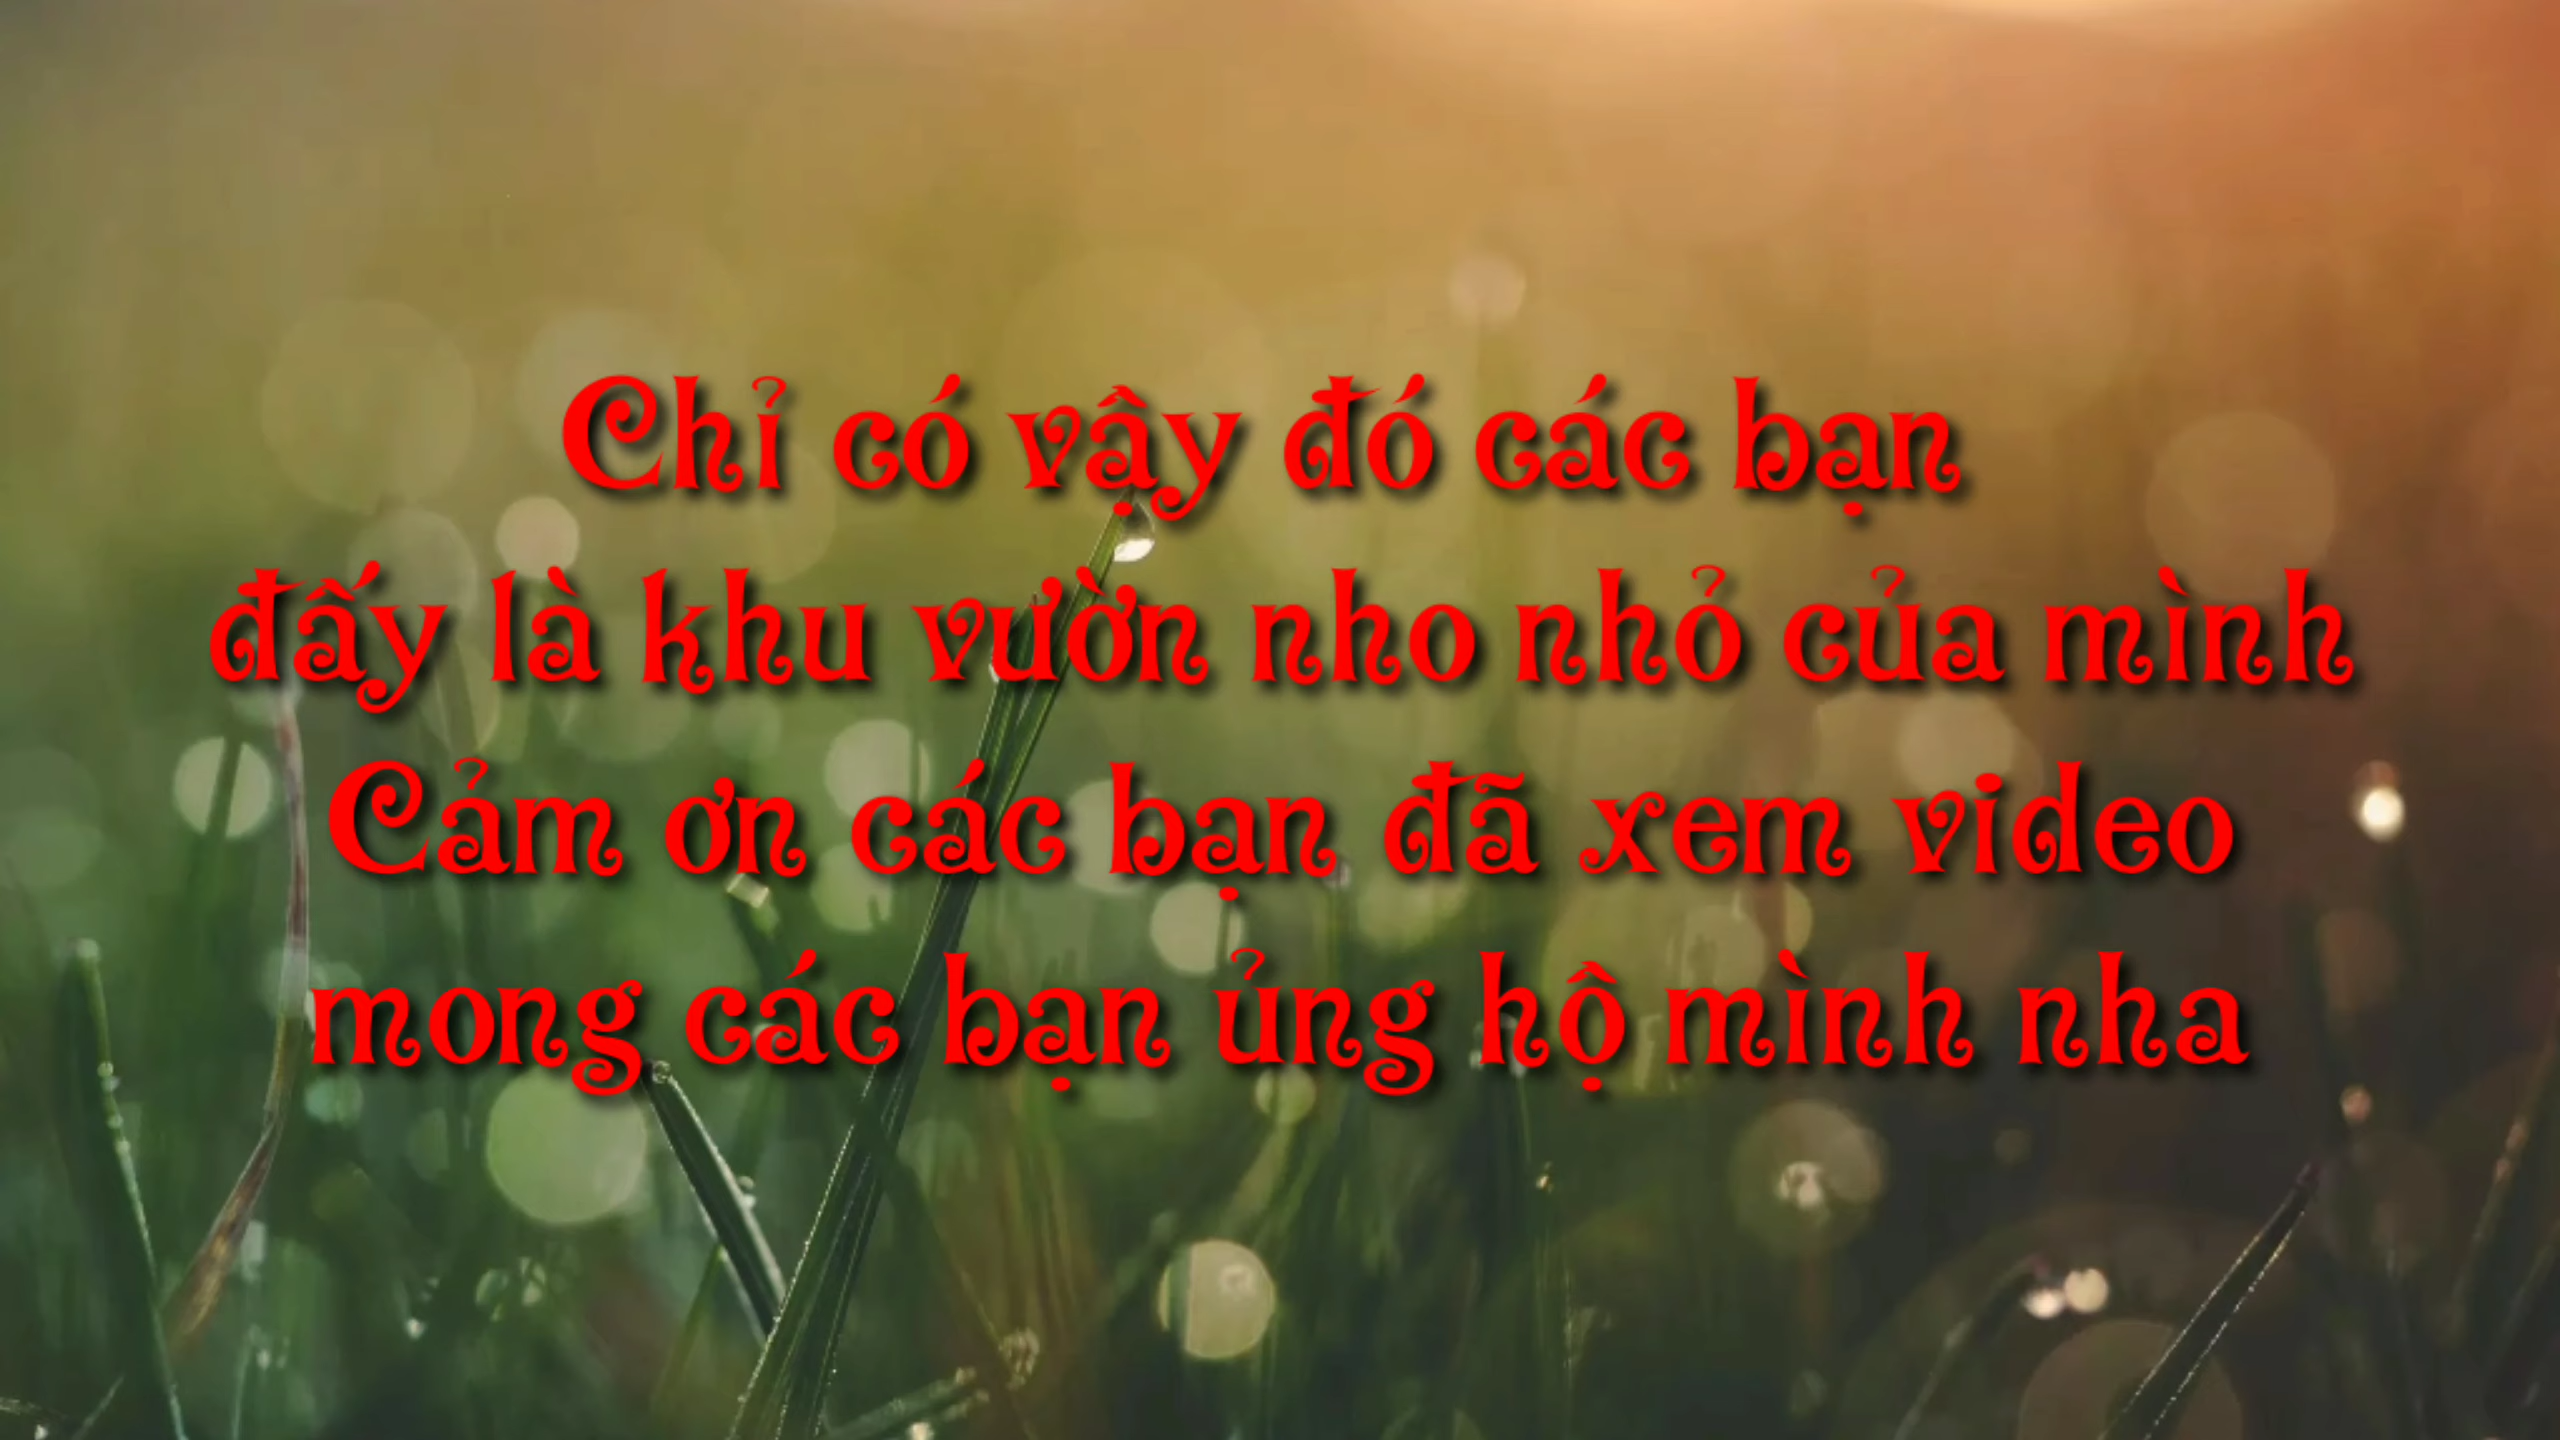 Chỉ có vậy đó các bạn
đấy là khu vườn nho nhỏ của mình
Cảm ơn các bạn đã xem video
mong các bạn ủng hộ mình nha